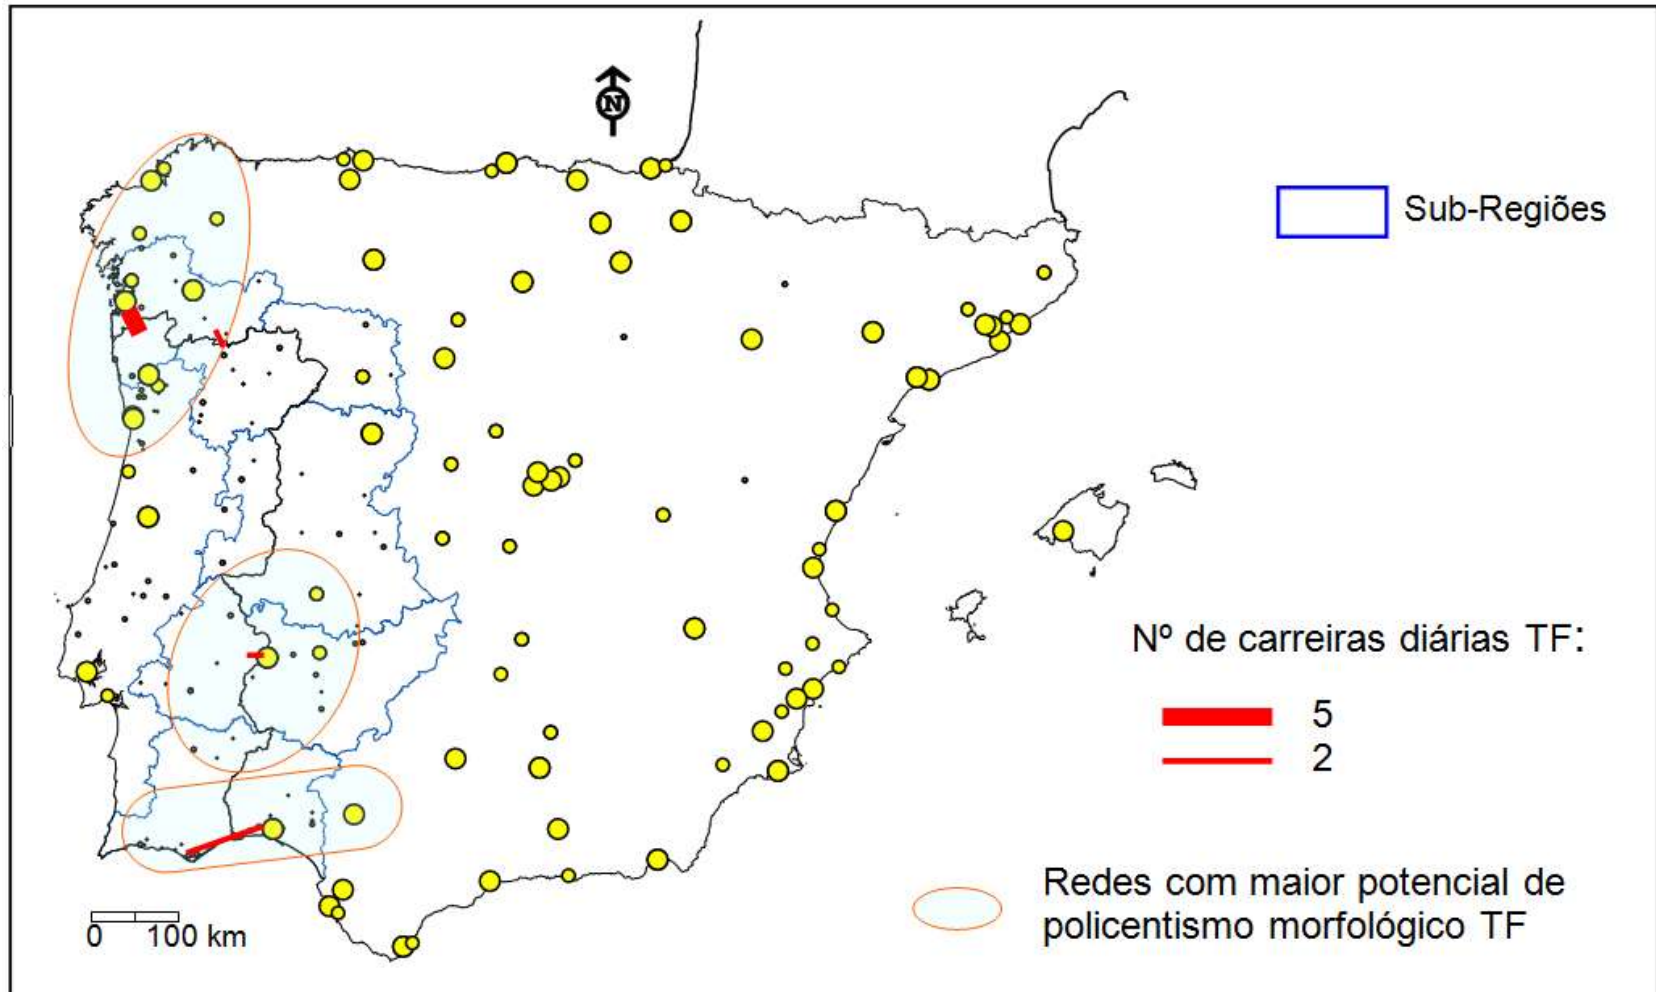 N
Sub-Regiões
Nº de carreiras diárias TF:
5
2
Redes com maior potencial de
policentismo morfológico TF
0 100 km